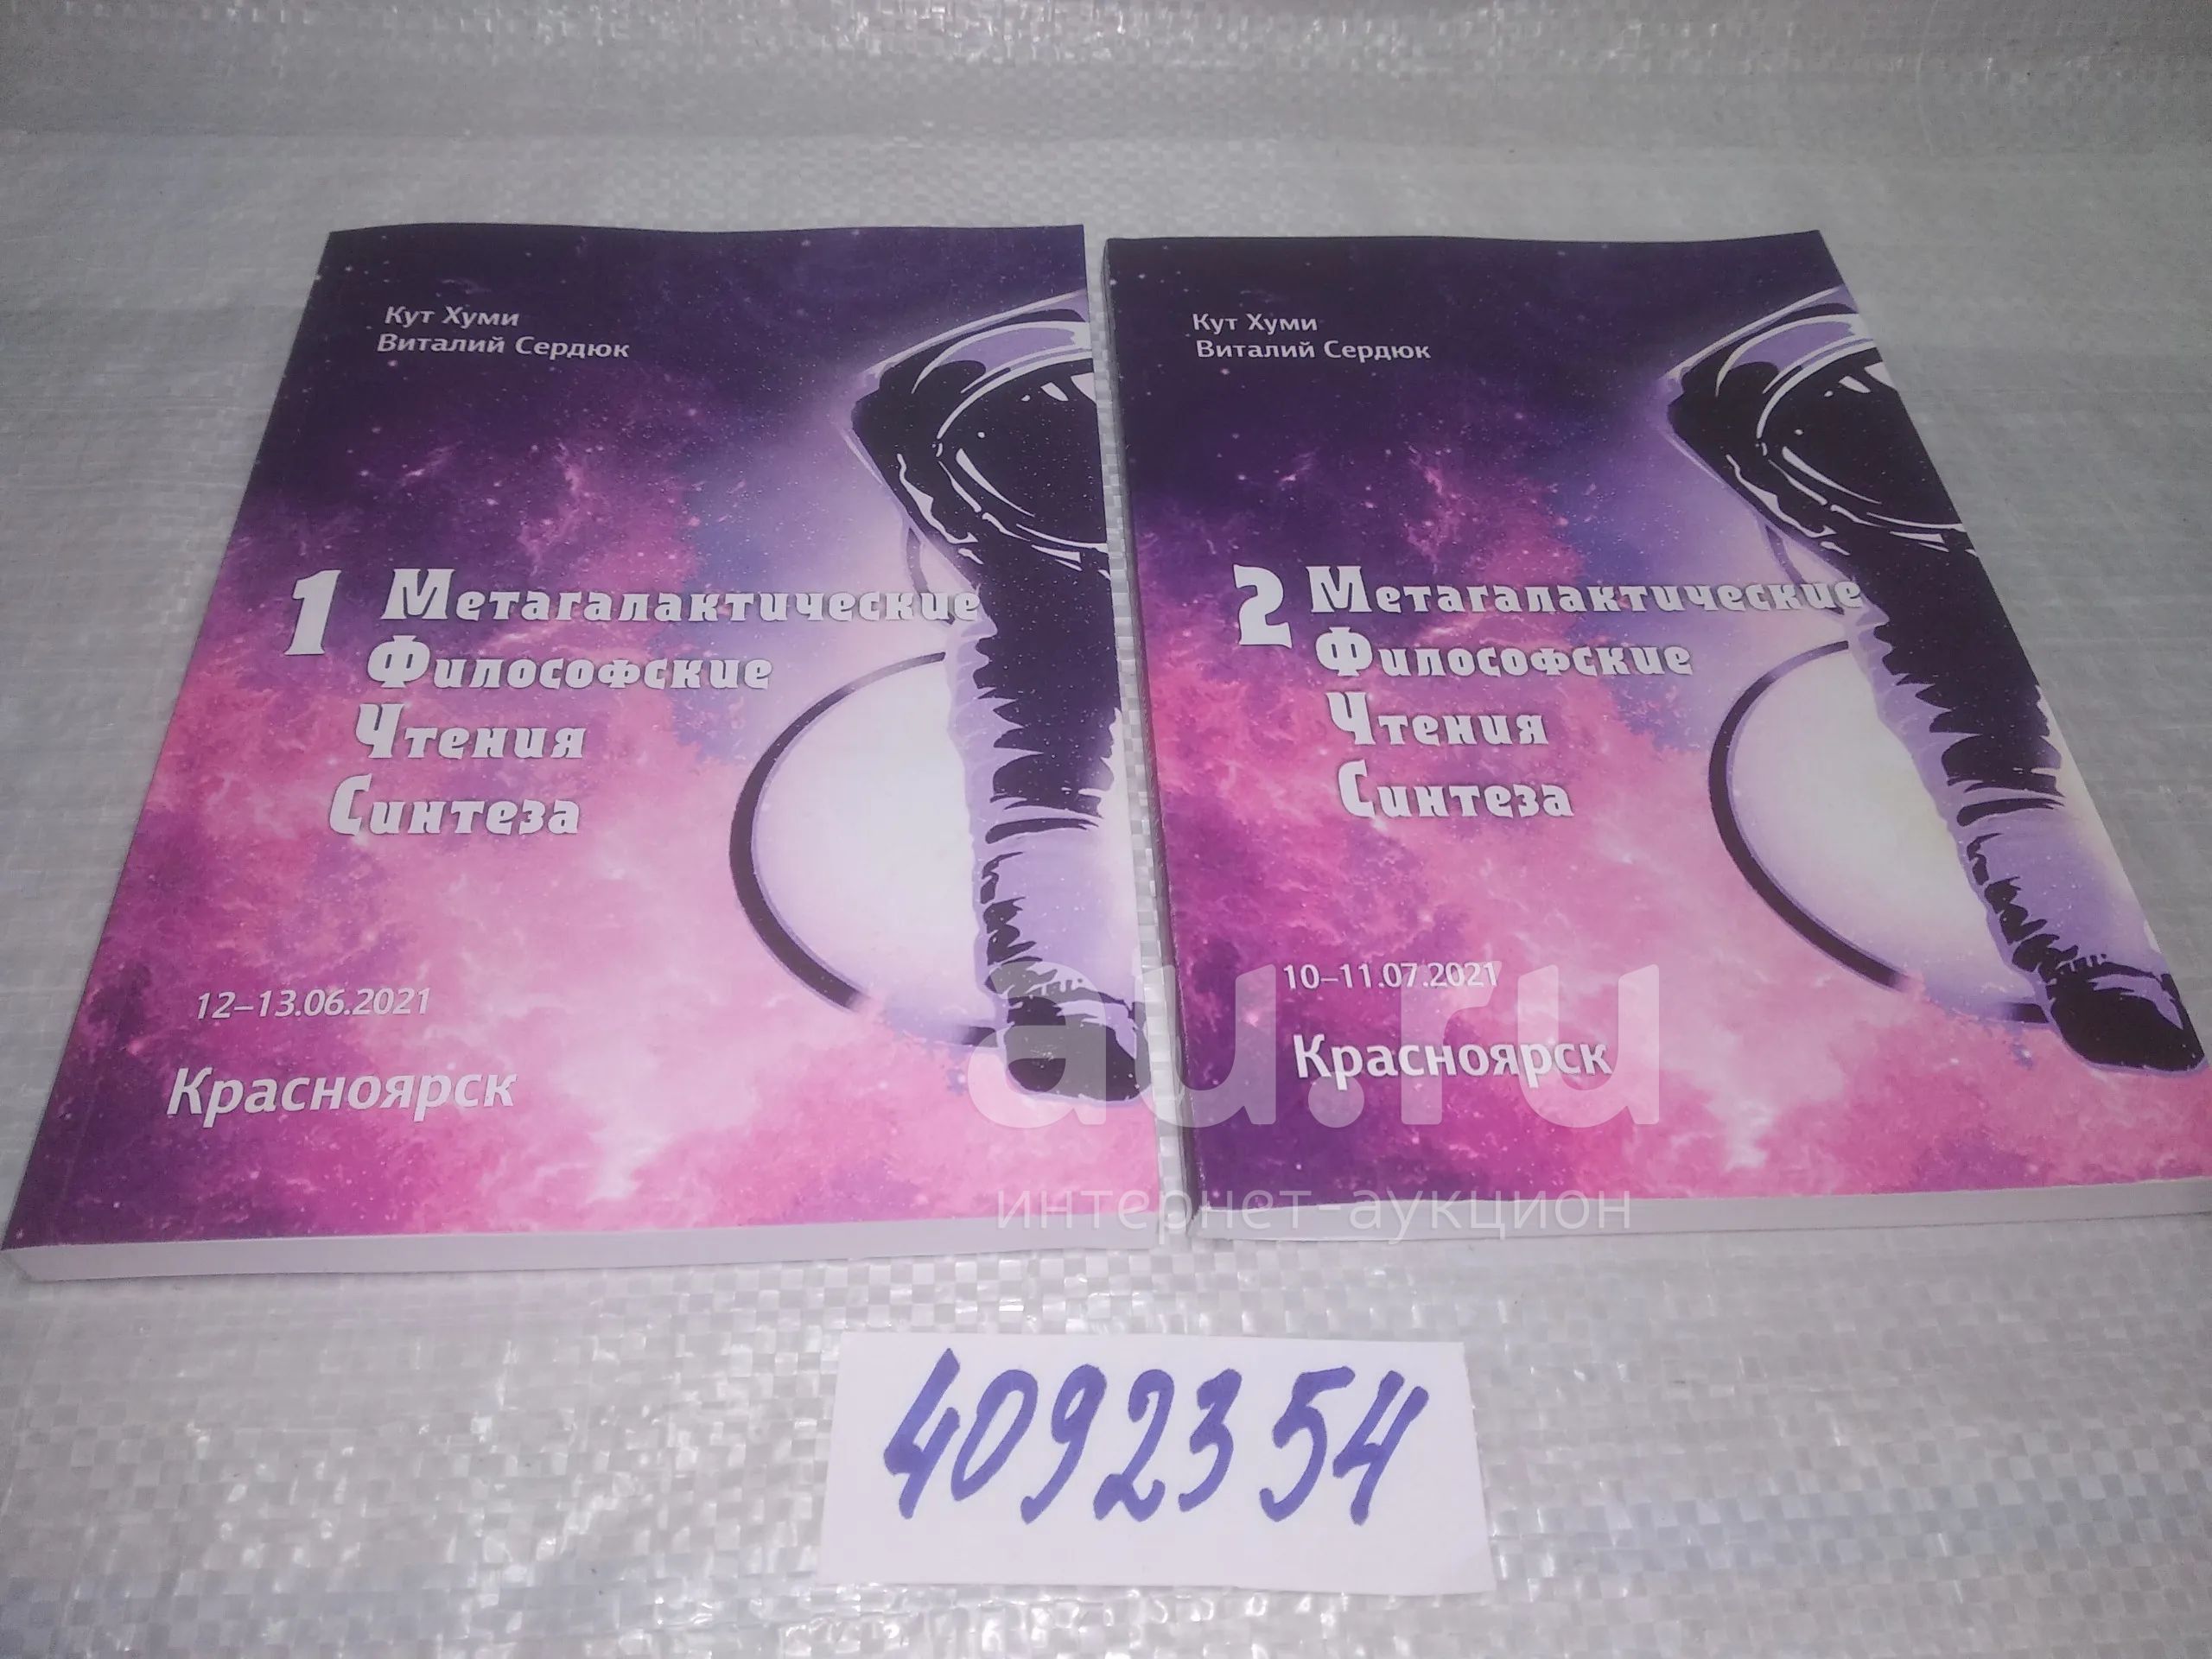 Кут Хуми
Виталий Сердюк
1 Метагалактические
Философские
Чтения
Синтеза
12–13.06.2021
Красноярск
Кут Хуми
Виталий Сердюк
2 Метагалактические
Философские
Чтения
Синтеза
10–11.07.2021
Красноярск
au.ru
интернет-аукцион
4092354